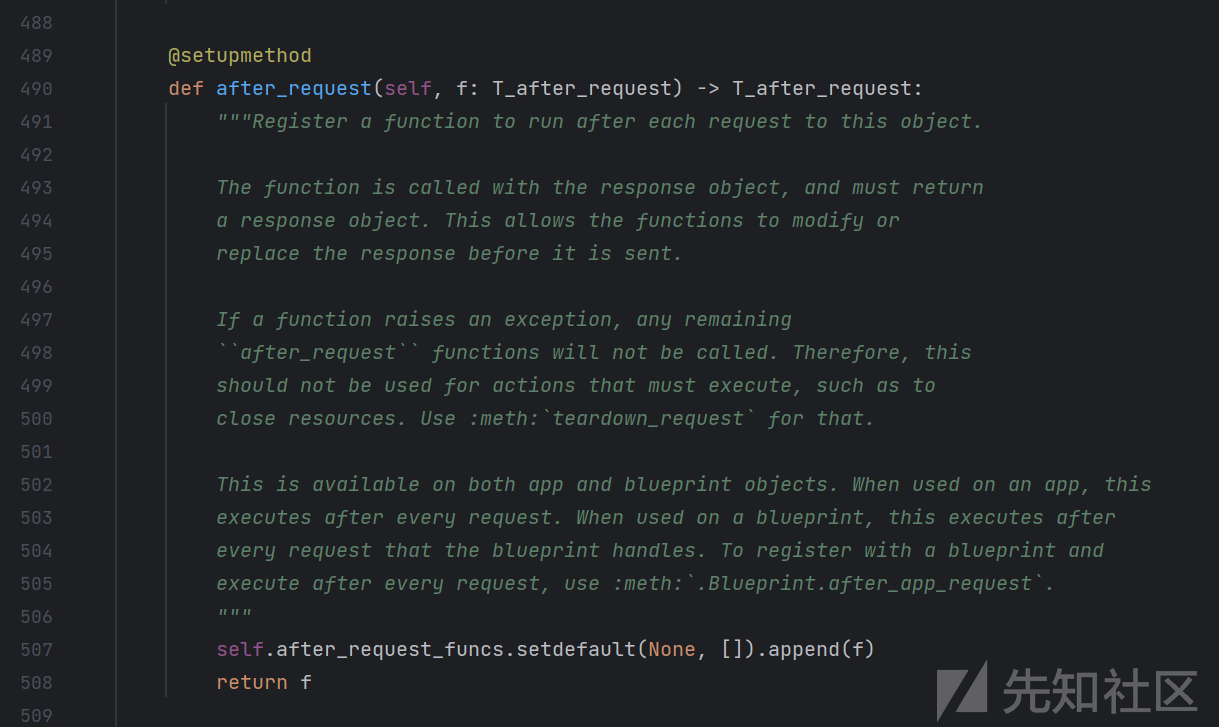 488
489 @setupmethod
490 def after_request(self, f: T_after_request) -> T_after_request:
491 """Register a function to run after each request to this object.
492
493 The function is called with the response object, and must return
494 a response object. This allows the functions to modify or
495 replace the response before it is sent.
496
497 If a function raises an exception, any remaining
498 ``after_request`` functions will not be called. Therefore, this
499 should not be used for actions that must execute, such as to
500 close resources. Use :meth:`teardown_request` for that.
501
502 This is available on both app and blueprint objects. When used on an app, this
503 executes after every request. When used on a blueprint, this executes after
504 every request that the blueprint handles. To register with a blueprint and
505 execute after every request, use :meth:`.Blueprint.after_app_request`.
506 """
507 self.after_request_funcs.setdefault(None, []).append(f)
508 return f
509
先知社区